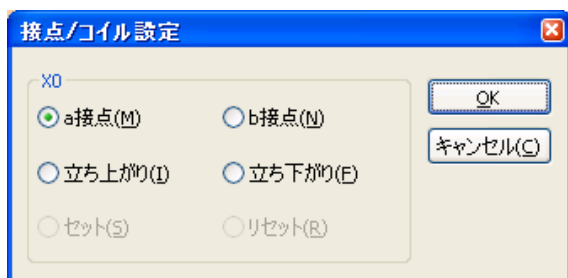 接点/コイル設定
X0
a接点(M)
b接点(N)
立ち上がり(I)
立ち下がり(F)
セット(S)
リセット(R)
OK
キャンセル(C)